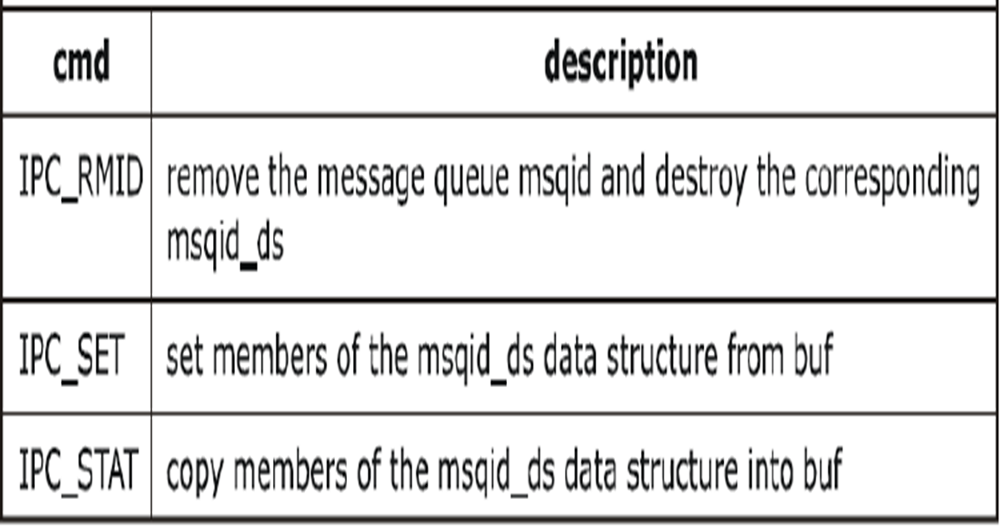 cmd description
IPC_RMID remove the message queue msqid and destroy the corresponding
msqid_ds
IPC_SET set members of the msqid_ds data structure from buf
IPC_STAT copy members of the msqid_ds data structure into buf